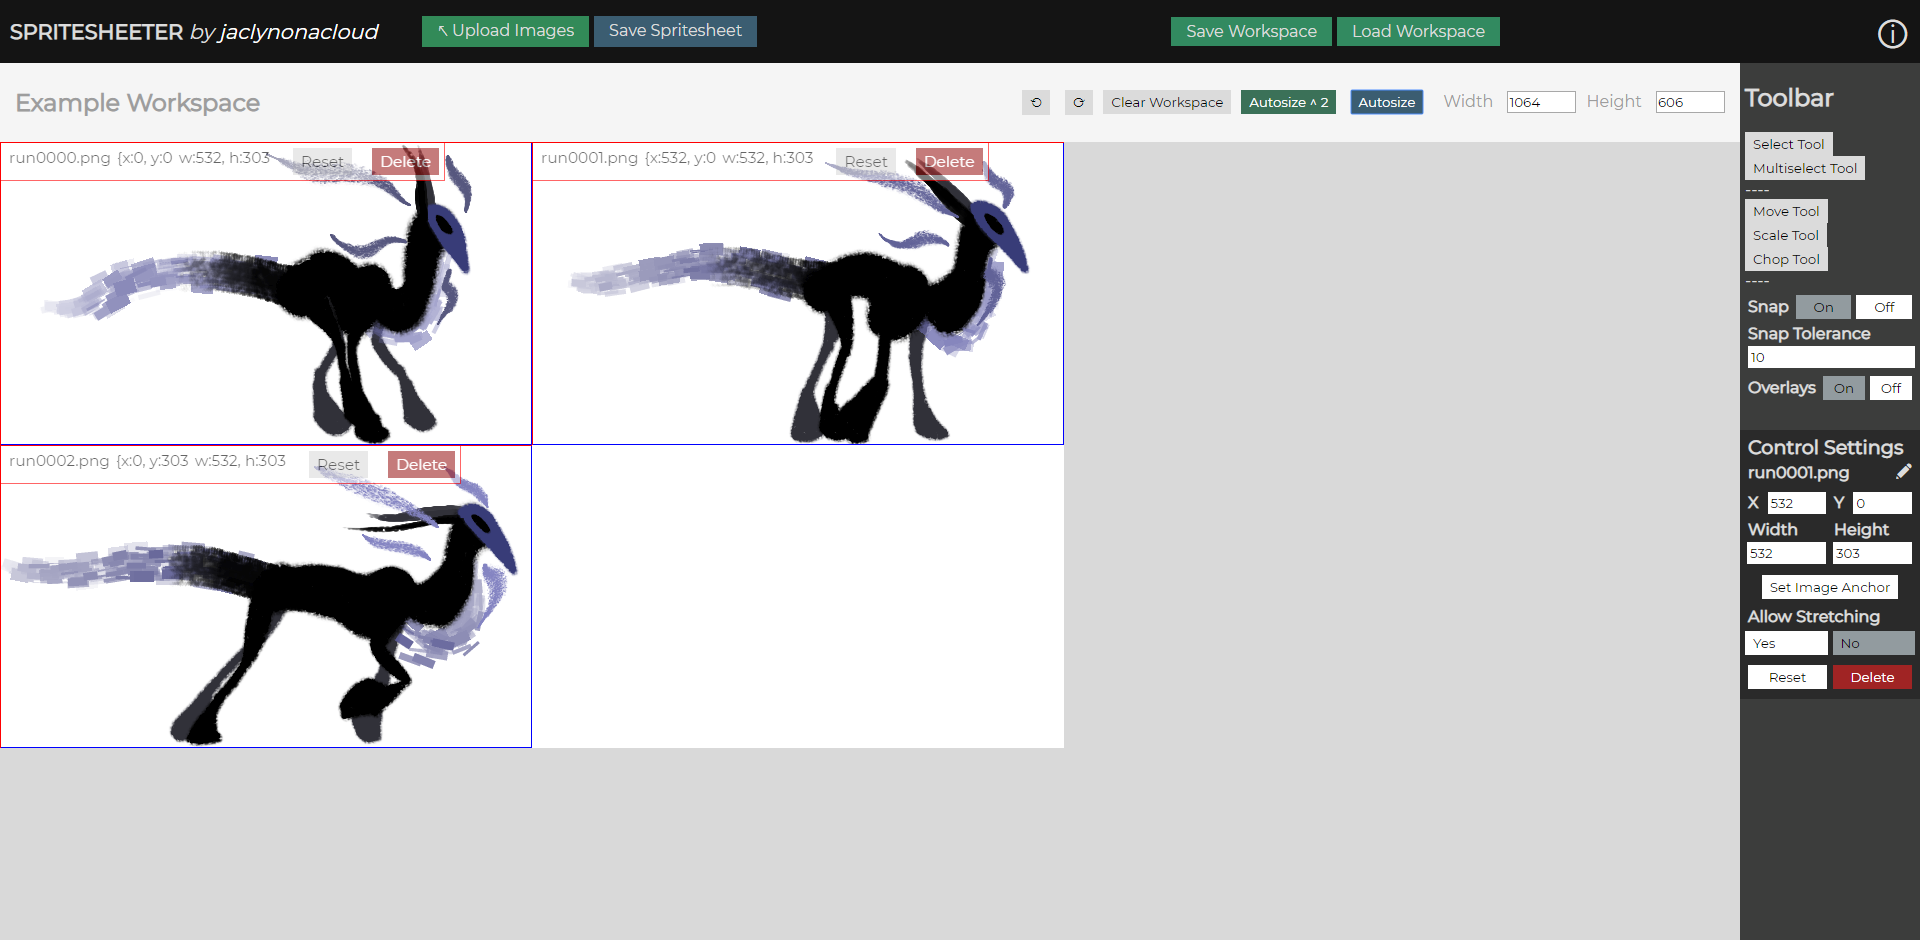 SPRITESHEETER by jaclynonacloud
↖ Upload Images
Save Spritesheet
Save Workspace
Load Workspace
Example Workspace
Clear Workspace
Autosize ^ 2
Autosize
Width 1064
Height 606
run0000.png {x:0, y:0 w:532, h:303
Reset
Delete
run0001.png {x:532, y:0 w:532, h:303
Reset
Delete
run0002.png {x:0, y:303 w:532, h:303
Reset
Delete
Toolbar
Select Tool
Multiselect Tool
----
Move Tool
Scale Tool
Chop Tool
----
Snap On Off
Snap Tolerance
10
Overlays On Off
Control Settings
run0001.png
X 532 Y 0
Width Height
532 303
Set Image Anchor
Allow Stretching
Yes No
Reset Delete